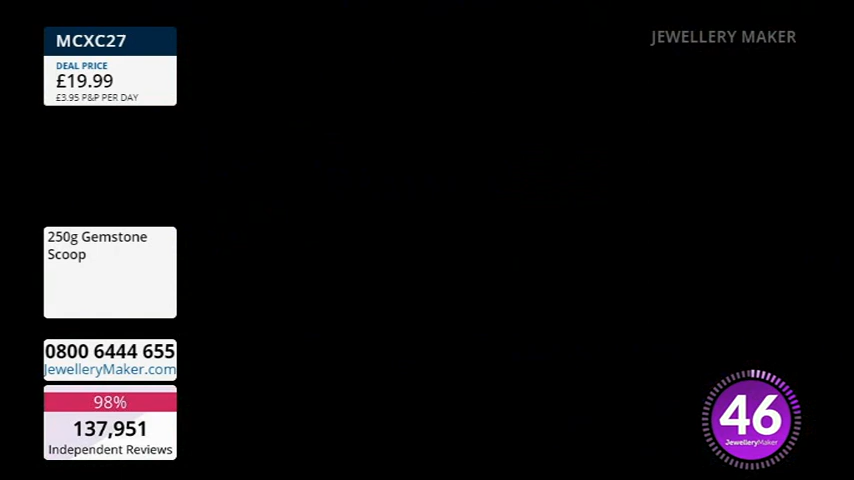 MCXC27
DEAL PRICE
£19.99
£3.95 P&P PER DAY
JEWELLERY MAKER
250g Gemstone
Scoop
0800 6444 655
JewelleryMaker.com
98%
137,951
Independent Reviews
46
JewelleryMaker